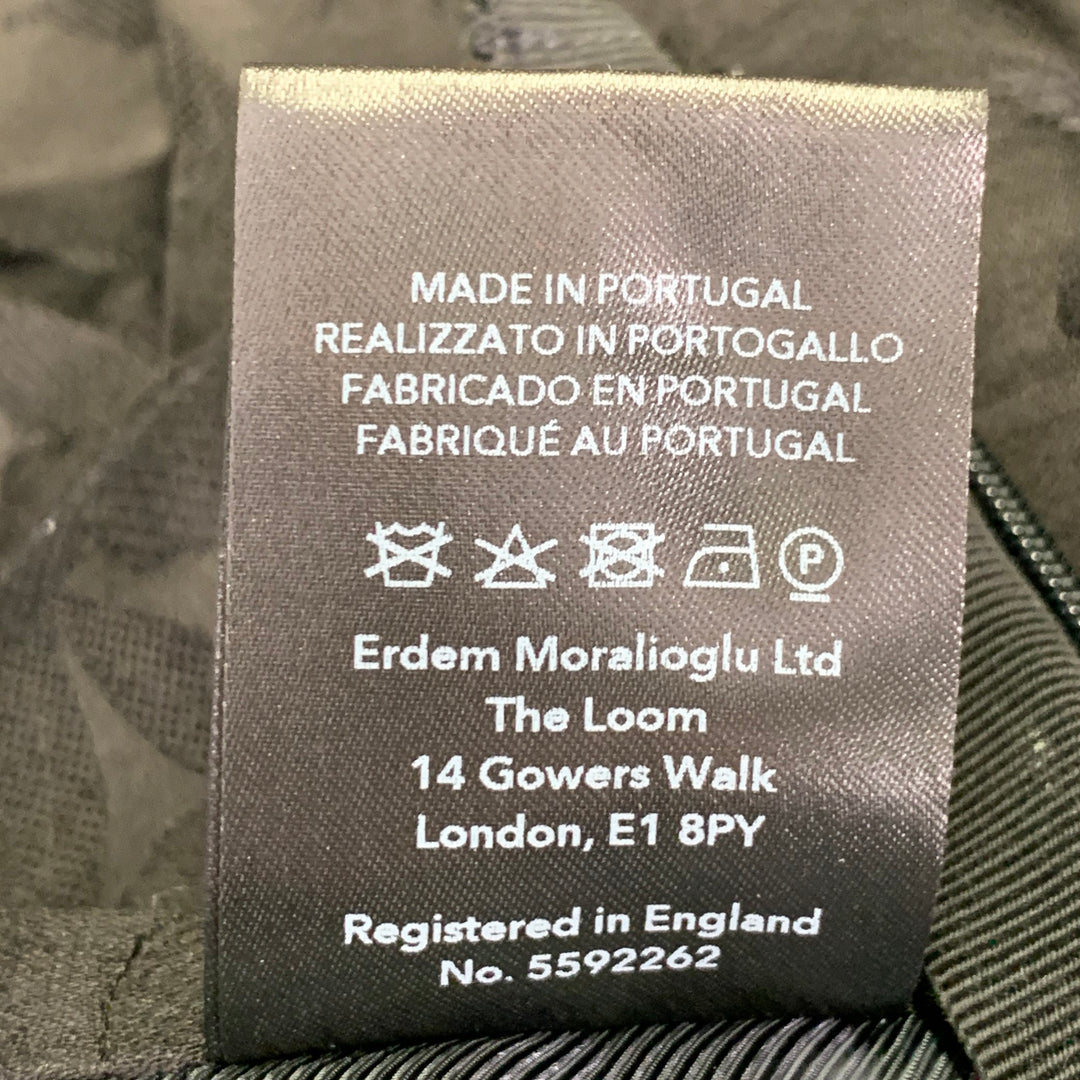 MADE IN PORTUGAL
REALIZZATO IN PORTOGALLO
FABRICADO EN PORTUGAL
FABRIQUÉ AU PORTUGAL
P
Erdem Moralioglu Ltd
The Loom
14 Gowers Walk
London, E1 8PY
Registered in England
No. 5592262